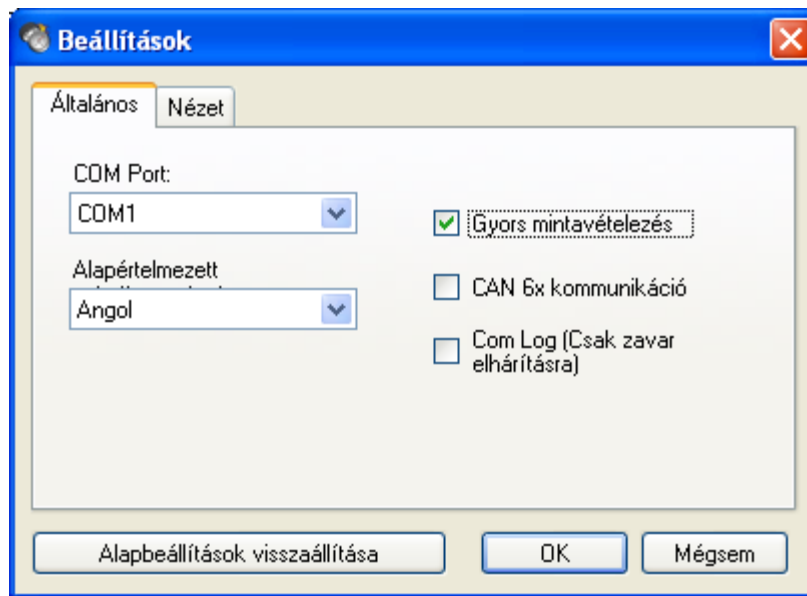 Beállítások
Általános
Nézet
COM Port:
COM1
Gyors mintavételezés
Alapértelmezett
Angol
CAN 6x kommunikáció
Com Log (Csak zavar
elhárításra)
Alapbeállítások visszaállítása
OK
Mégsem